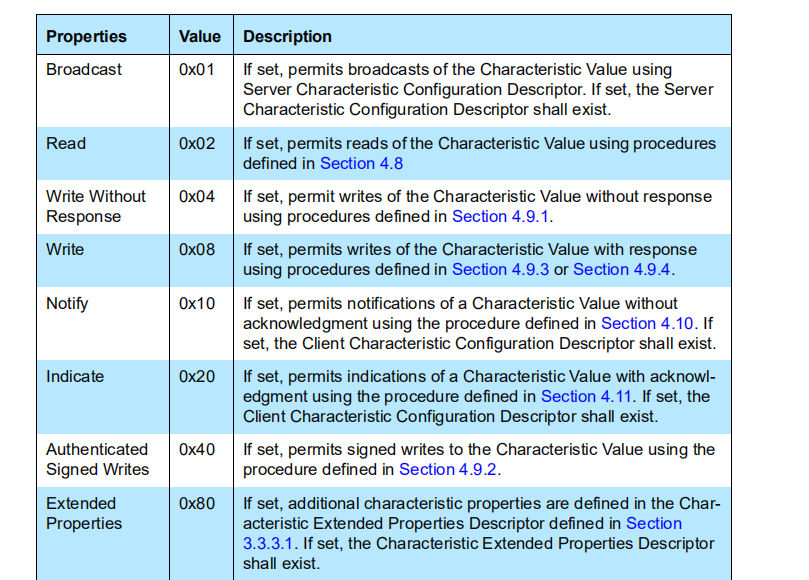 Properties Value Description
Broadcast 0x01 If set, permits broadcasts of the Characteristic Value using
Server Characteristic Configuration Descriptor. If set, the Server
Characteristic Configuration Descriptor shall exist.
Read 0x02 If set, permits reads of the Characteristic Value using procedures
defined in Section 4.8
Write Without 0x04 If set, permit writes of the Characteristic Value without response
Response using procedures defined in Section 4.9.1.
Write 0x08 If set, permits writes of the Characteristic Value with response
using procedures defined in Section 4.9.3 or Section 4.9.4.
Notify 0x10 If set, permits notifications of a Characteristic Value without
acknowledgment using the procedure defined in Section 4.10. If
set, the Client Characteristic Configuration Descriptor shall exist.
Indicate 0x20 If set, permits indications of a Characteristic Value with acknowl-
edgment using the procedure defined in Section 4.11. If set, the
Client Characteristic Configuration Descriptor shall exist.
Authenticated 0x40 If set, permits signed writes to the Characteristic Value using the
Signed Writes procedure defined in Section 4.9.2.
Extended 0x80 If set, additional characteristic properties are defined in the Char-
Properties acteristic Extended Properties Descriptor defined in Section
3.3.3.1. If set, the Characteristic Extended Properties Descriptor
shall exist.